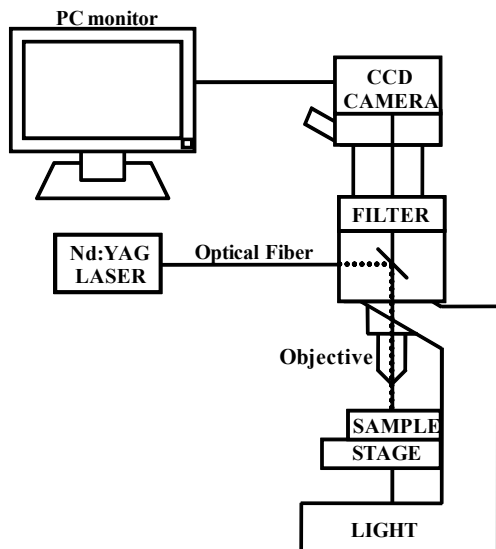 PC monitor
CCD
CAMERA
FILTER
Nd:YAG
LASER
Optical Fiber
Objective
SAMPLE
STAGE
LIGHT